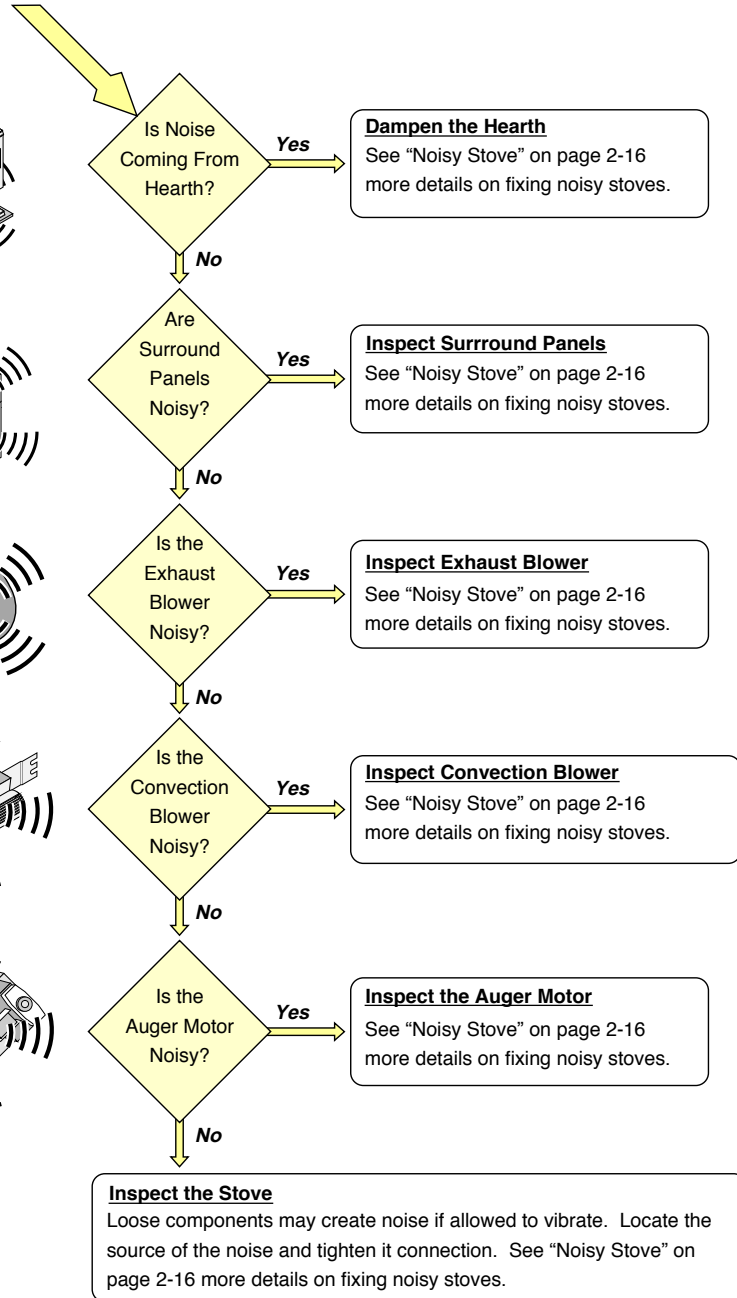 Is Noise
Coming From
Hearth?
Yes
Dampen the Hearth
See “Noisy Stove” on page 2-16
more details on fixing noisy stoves.
No
Are
Surround
Panels
Noisy?
Yes
Inspect Surrround Panels
See “Noisy Stove” on page 2-16
more details on fixing noisy stoves.
No
Is the
Exhaust
Blower
Noisy?
Yes
Inspect Exhaust Blower
See “Noisy Stove” on page 2-16
more details on fixing noisy stoves.
No
Is the
Convection
Blower
Noisy?
Yes
Inspect Convection Blower
See “Noisy Stove” on page 2-16
more details on fixing noisy stoves.
No
Is the
Auger Motor
Noisy?
Yes
Inspect the Auger Motor
See “Noisy Stove” on page 2-16
more details on fixing noisy stoves.
No
Inspect the Stove
Loose components may create noise if allowed to vibrate.  Locate the
source of the noise and tighten it connection.  See “Noisy Stove” on
page 2-16 more details on fixing noisy stoves.